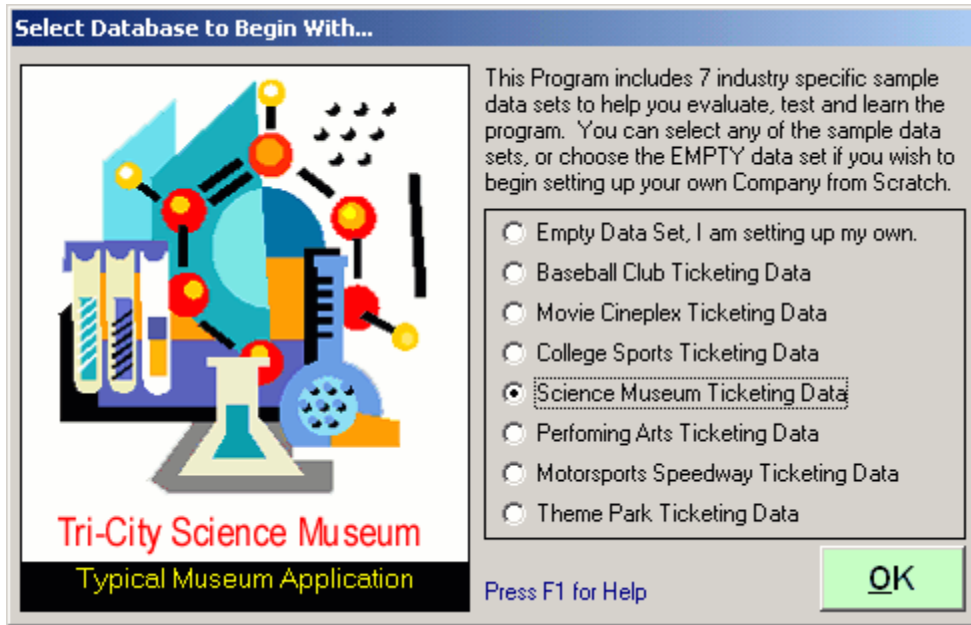 Select Database to Begin With...
This Program includes 7 industry specific sample
data sets to help you evaluate, test and learn the
program. You can select any of the sample data
sets, or choose the EMPTY data set if you wish to
begin setting up your own Company from Scratch.
Empty Data Set, I am setting up my own.
Baseball Club Ticketing Data
Movie Cineplex Ticketing Data
College Sports Ticketing Data
Science Museum Ticketing Data
Perfoming Arts Ticketing Data
Motorsports Speedway Ticketing Data
Theme Park Ticketing Data
Tri-City Science Museum
Typical Museum Application
Press F1 for Help
OK